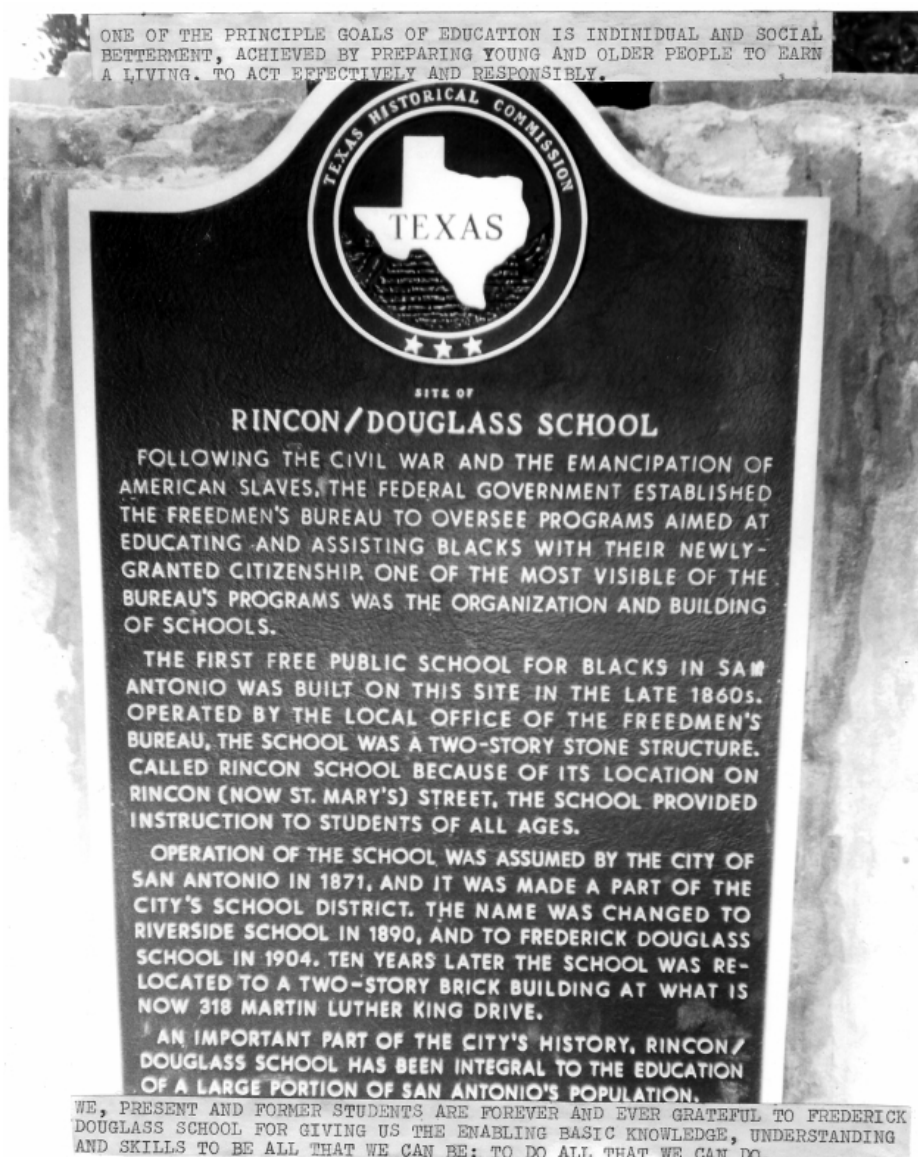 ONE OF THE PRINCIPLE GOALS OF EDUCATION IS INDINIDUAL AND SOCIAL
BETTERMENT, ACHIEVED BY PREPARING YOUNG AND OLDER PEOPLE TO EARN
A LIVING. TO ACT EFFECTIVELY AND RESPONSIBLY.
TEXAS HISTORICAL COMMISSION
TEXAS
SITE OF
RINCON/DOUGLASS SCHOOL
FOLLOWING THE CIVIL WAR AND THE EMANCIPATION OF
AMERICAN SLAVES, THE FEDERAL GOVERNMENT ESTABLISHED
THE FREEDMEN'S BUREAU TO OVERSEE PROGRAMS AIMED AT
EDUCATING AND ASSISTING BLACKS WITH THEIR NEWLY-
GRANTED CITIZENSHIP. ONE OF THE MOST VISIBLE OF THE
BUREAU'S PROGRAMS WAS THE ORGANIZATION AND BUILDING
OF SCHOOLS.
THE FIRST FREE PUBLIC SCHOOL FOR BLACKS IN SAN
ANTONIO WAS BUILT ON THIS SITE IN THE LATE 1860s.
OPERATED BY THE LOCAL OFFICE OF THE FREEDMEN'S
BUREAU, THE SCHOOL WAS A TWO-STORY STONE STRUCTURE.
CALLED RINCON SCHOOL BECAUSE OF ITS LOCATION ON
RINCON (NOW ST. MARY'S) STREET, THE SCHOOL PROVIDED
INSTRUCTION TO STUDENTS OF ALL AGES.
OPERATION OF THE SCHOOL WAS ASSUMED BY THE CITY OF
SAN ANTONIO IN 1871, AND IT WAS MADE A PART OF THE
CITY'S SCHOOL DISTRICT. THE NAME WAS CHANGED TO
RIVERSIDE SCHOOL IN 1890, AND TO FREDERICK DOUGLASS
SCHOOL IN 1904. TEN YEARS LATER THE SCHOOL WAS RE-
LOCATED TO A TWO-STORY BRICK BUILDING AT WHAT IS
NOW 318 MARTIN LUTHER KING DRIVE.
AN IMPORTANT PART OF THE CITY'S HISTORY, RINCON/
DOUGLASS SCHOOL HAS BEEN INTEGRAL TO THE EDUCATION
OF A LARGE PORTION OF SAN ANTONIO'S POPULATION.
WE, PRESENT AND FORMER STUDENTS ARE FOREVER AND EVER GRATEFUL TO FREDERICK
DOUGLASS SCHOOL FOR GIVING US THE ENABLING BASIC KNOWLEDGE, UNDERSTANDING
AND SKILLS TO BE ALL THAT WE CAN BE: TO DO ALL THAT WE CAN DO